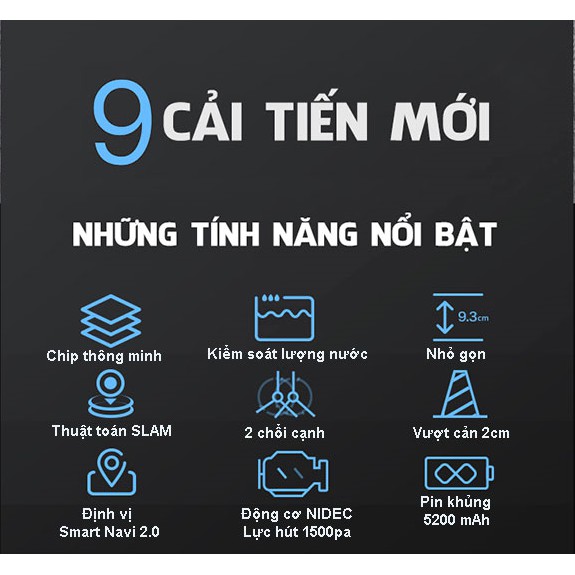 9 CẢI TIẾN MỚI
NHỮNG TÍNH NĂNG NỔI BẬT
9.3cm
Chip thông minh
Kiểm soát lượng nước
Nhỏ gọn
Thuật toán SLAM
2 chổi cạnh
Vượt cản 2cm
Định vị
Smart Navi 2.0
Động cơ NIDEC
Lực hút 1500pa
Pin khủng
5200 mAh